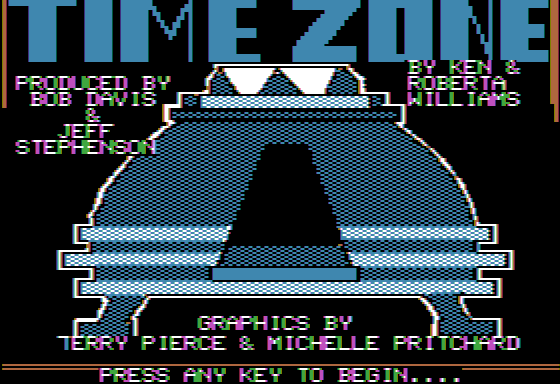 TIME ZONE
BY KEN &
ROBERTA
WILLIAMS
PRODUCED BY
BOB DAVIS
&
JEFF
STEPHENSON
GRAPHICS BY
TERRY PIERCE & MICHELLE PRITCHARD
PRESS ANY KEY TO BEGIN....